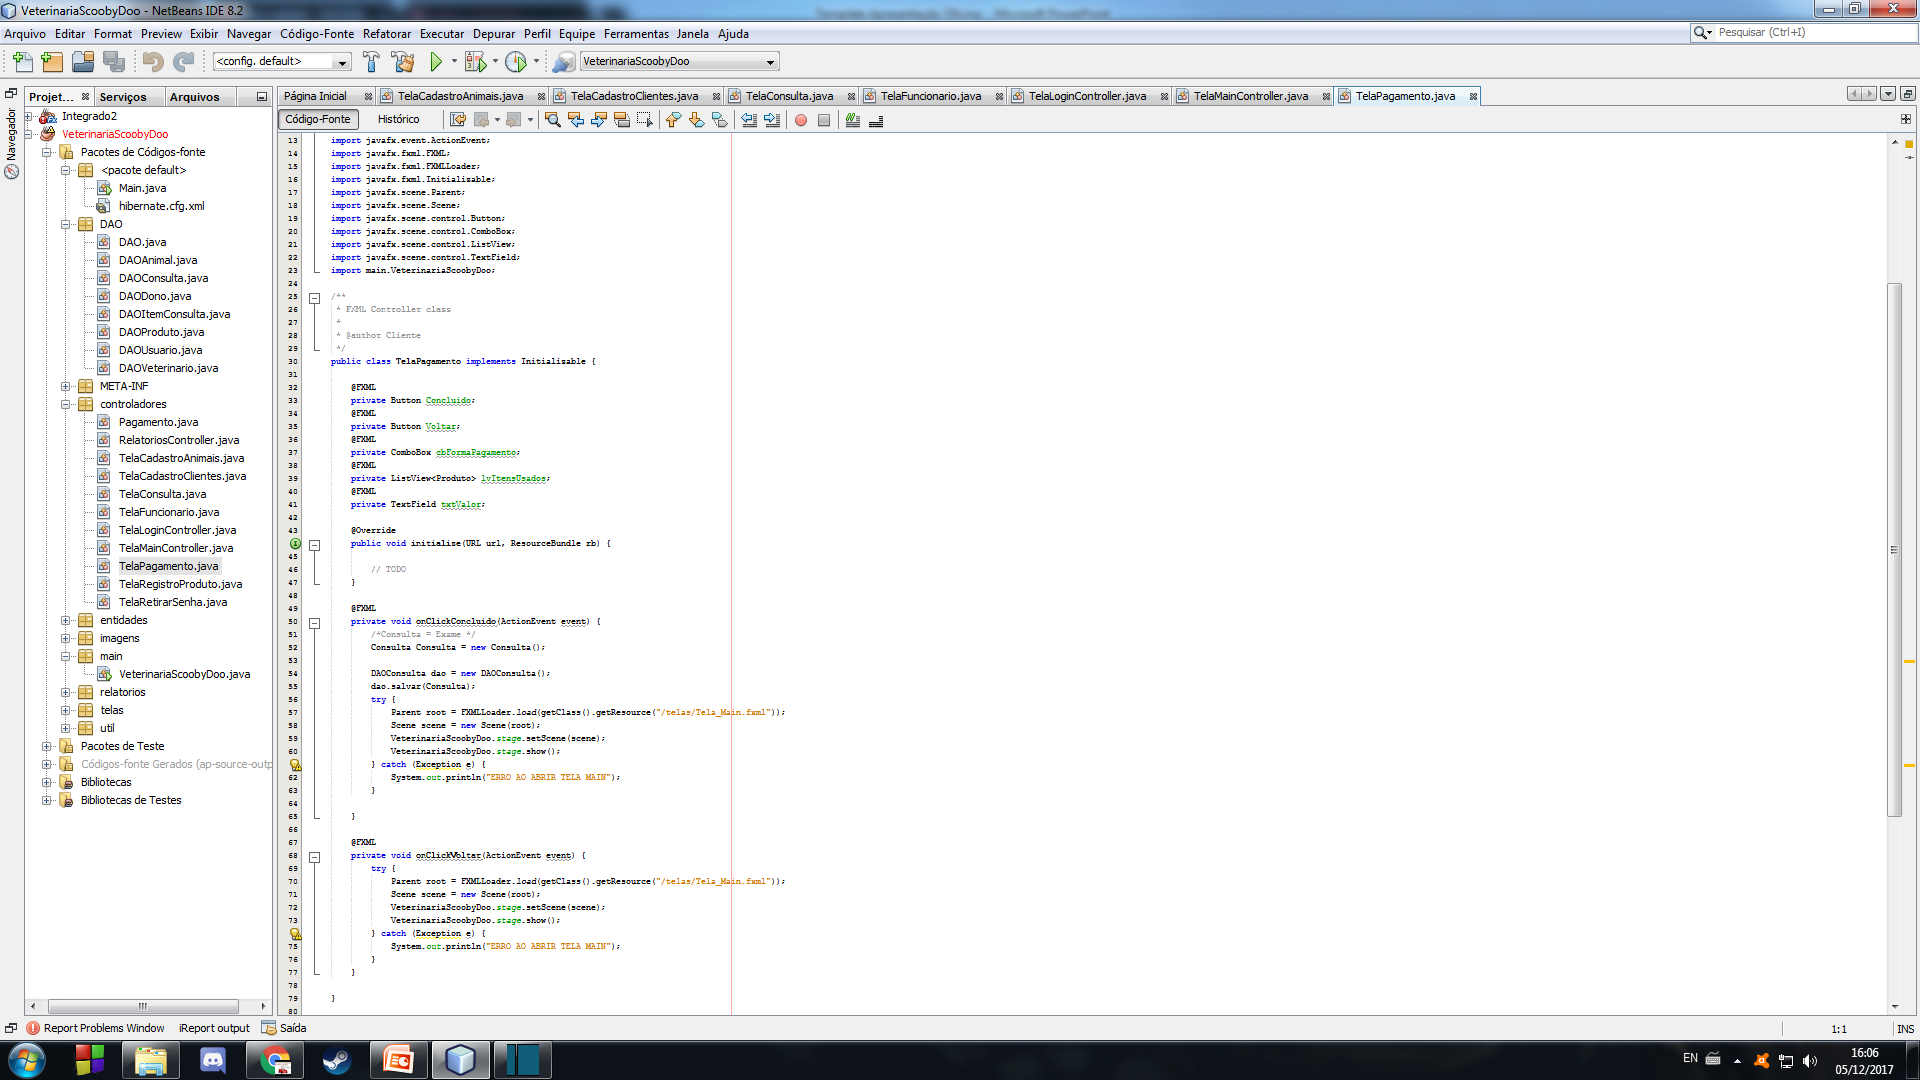 VeterinariaScoobyDoo - NetBeans IDE 8.2
Arquivo Editar Format Preview Exibir Navegar Código-Fonte Refatorar Executar Depurar Perfil Equipe Ferramentas Janela Ajuda
Pesquisar (Ctrl+I)
<config. default>
VeterinariaScoobyDoo
Projet... Serviços Arquivos
Navegador
Página Inicial TelaCadastroAnimais.java TelaCadastroClientes.java TelaConsulta.java TelaFuncionario.java TelaLoginController.java TelaMainController.java TelaPagamento.java
Código-Fonte Histórico
Integrado2
VeterinariaScoobyDoo
Pacotes de Códigos-fonte
<pacote default>
Main.java
hibernate.cfg.xml
DAO
DAO.java
DAOAnimal.java
DAOConsulta.java
DAODono.java
DAOItemConsulta.java
DAOProduto.java
DAOUsuario.java
DAOVeterinario.java
META-INF
controladores
Pagamento.java
RelatoriosController.java
TelaCadastroAnimais.java
TelaCadastroClientes.java
TelaConsulta.java
TelaFuncionario.java
TelaLoginController.java
TelaMainController.java
TelaPagamento.java
TelaRegistroProduto.java
TelaRetirarSenha.java
entidades
imagens
main
VeterinariaScoobyDoo.java
relatorios
telas
util
Pacotes de Teste
Códigos-fonte Gerados (ap-source-outp
Bibliotecas
Bibliotecas de Testes
13 import javafx.event.ActionEvent;
14 import javafx.fxml.FXML;
15 import javafx.fxml.FXMLLoader;
16 import javafx.fxml.Initializable;
17 import javafx.scene.Parent;
18 import javafx.scene.Scene;
19 import javafx.scene.control.Button;
20 import javafx.scene.control.ComboBox;
21 import javafx.scene.control.ListView;
22 import javafx.scene.control.TextField;
23 import main.VeterinariaScoobyDoo;
24
25 /**
26 * FXML Controller class
27 *
28 * @author Cliente
29 */
30 public class TelaPagamento implements Initializable {
31
32 @FXML
33 private Button Concluido;
34 @FXML
35 private Button Voltar;
36 @FXML
37 private ComboBox cbFormaPagamento;
38 @FXML
39 private ListView<Produto> lvItensUsados;
40 @FXML
41 private TextField txtValor;
42
43 @Override
public void initialize(URL url, ResourceBundle rb) {
45
46 // TODO
47 }
48
49 @FXML
50 private void onClickConcluido(ActionEvent event) {
51 /*Consulta = Exame */
52 Consulta Consulta = new Consulta();
53
54 DAOConsulta dao = new DAOConsulta();
55 dao.salvar(Consulta);
56 try {
57 Parent root = FXMLLoader.load(getClass().getResource("/telas/Tela_Main.fxml"));
58 Scene scene = new Scene(root);
59 VeterinariaScoobyDoo.stage.setScene(scene);
60 VeterinariaScoobyDoo.stage.show();
} catch (Exception e) {
62 System.out.println("ERRO AO ABRIR TELA MAIN");
63 }
64
65 }
66
67 @FXML
68 private void onClickVoltar(ActionEvent event) {
69 try {
70 Parent root = FXMLLoader.load(getClass().getResource("/telas/Tela_Main.fxml"));
71 Scene scene = new Scene(root);
72 VeterinariaScoobyDoo.stage.setScene(scene);
73 VeterinariaScoobyDoo.stage.show();
} catch (Exception e) {
75 System.out.println("ERRO AO ABRIR TELA MAIN");
76 }
77 }
78
79 }
80
Report Problems Window iReport output Saída
1:1 INS
EN
16:06
05/12/2017